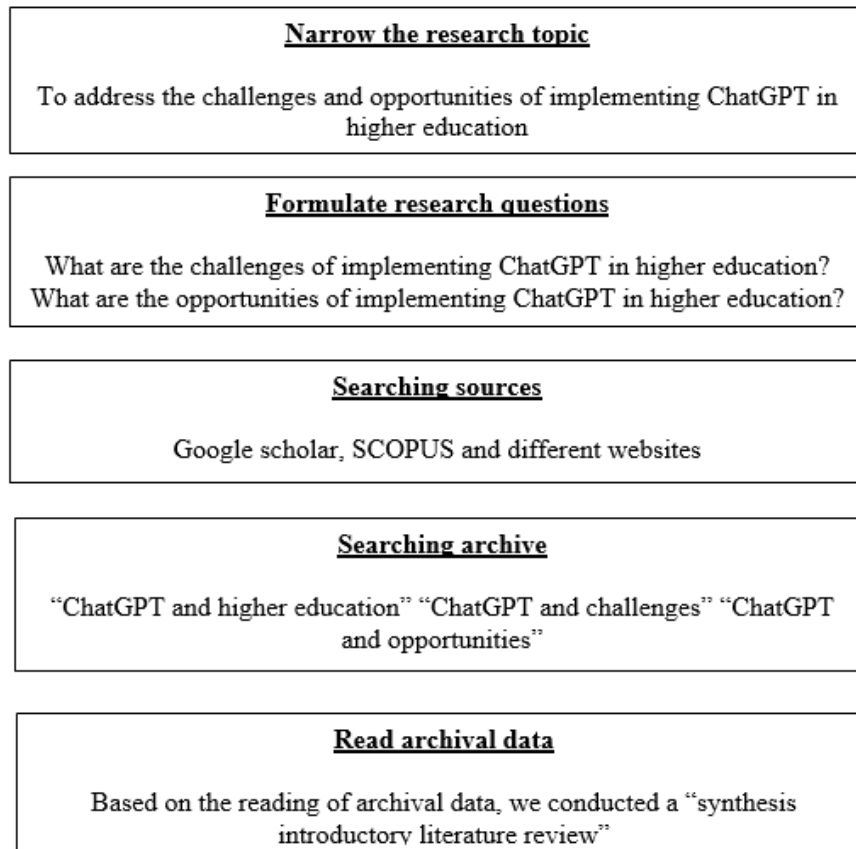 Narrow the research topic
To address the challenges and opportunities of implementing ChatGPT in
higher education
Formulate research questions
What are the challenges of implementing ChatGPT in higher education?
What are the opportunities of implementing ChatGPT in higher education?
Searching sources
Google scholar, SCOPUS and different websites
Searching archive
“ChatGPT and higher education” “ChatGPT and challenges” “ChatGPT
and opportunities”
Read archival data
Based on the reading of archival data, we conducted a “synthesis
introductory literature review”